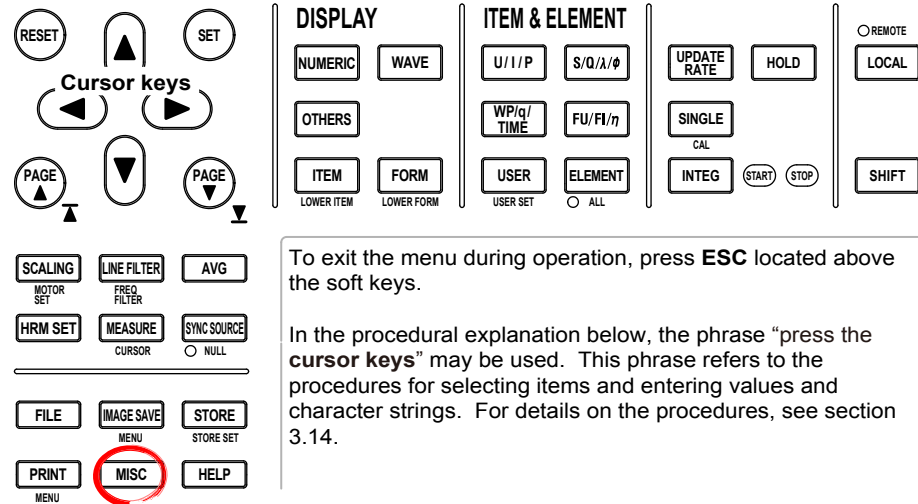 RESET
SET
Cursor keys
PAGE
PAGE
DISPLAY
NUMERIC WAVE
OTHERS
ITEM FORM
LOWER ITEM LOWER FORM
ITEM & ELEMENT
U / I / P S/Q/λ/ø
WP/q/
TIME
FU/FI/η
USER ELEMENT
USER SET ALL
UPDATE
RATE
HOLD
SINGLE
CAL
INTEG START STOP
REMOTE
LOCAL
SHIFT
SCALING LINE FILTER AVG
MOTOR
SET
FREQ
FILTER
HRM SET MEASURE SYNC SOURCE
CURSOR NULL
FILE IMAGE SAVE STORE
MENU STORE SET
PRINT MISC HELP
MENU
To exit the menu during operation, press ESC located above
the soft keys.
In the procedural explanation below, the phrase “press the
cursor keys” may be used. This phrase refers to the
procedures for selecting items and entering values and
character strings. For details on the procedures, see section
3.14.